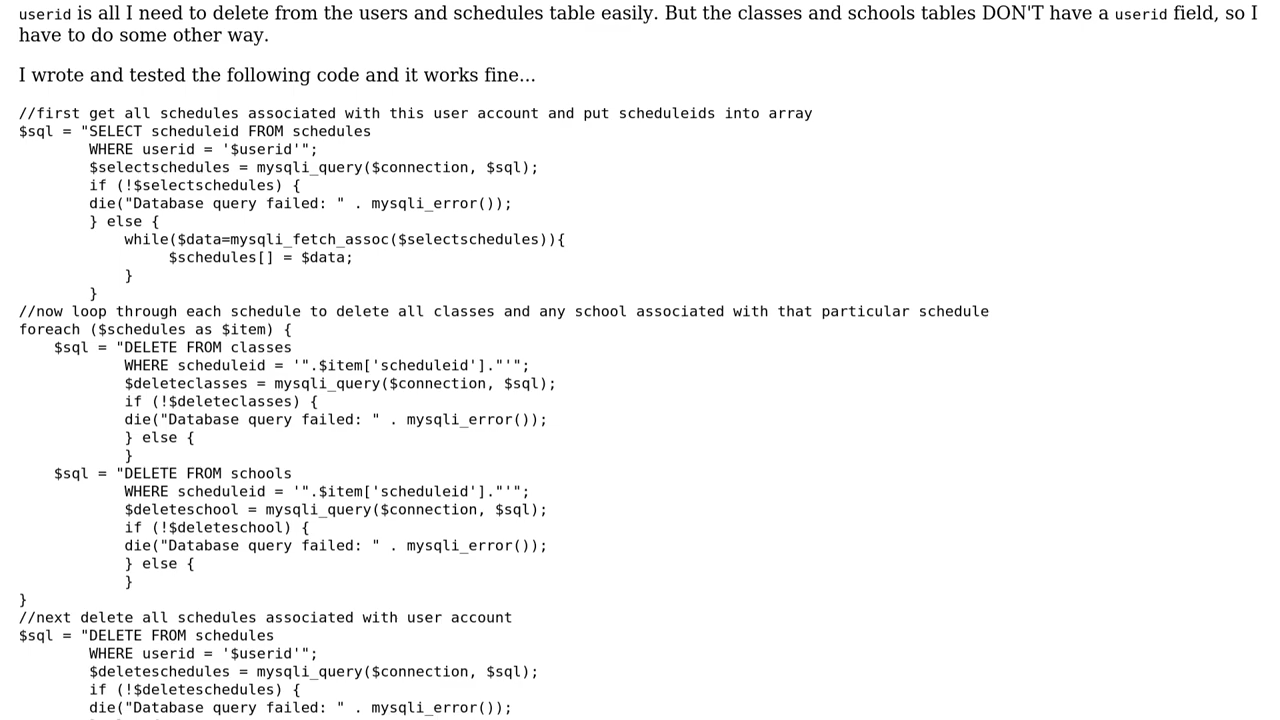 userid is all I need to delete from the users and schedules table easily. But the classes and schools tables DON'T have a userid field, so I
have to do some other way.
I wrote and tested the following code and it works fine...
//first get all schedules associated with this user account and put scheduleids into array
$sql = "SELECT scheduleid FROM schedules
        WHERE userid = '$userid'";
        $selectschedules = mysqli_query($connection, $sql);
        if (!$selectschedules) {
        die("Database query failed: " . mysqli_error());
        } else {
            while($data=mysqli_fetch_assoc($selectschedules)){
                 $schedules[] = $data;
            }
        }
//now loop through each schedule to delete all classes and any school associated with that particular schedule
foreach ($schedules as $item) {
    $sql = "DELETE FROM classes
            WHERE scheduleid = '".$item['scheduleid']."'";
            $deleteclasses = mysqli_query($connection, $sql);
            if (!$deleteclasses) {
            die("Database query failed: " . mysqli_error());
            } else {
            }
    $sql = "DELETE FROM schools
            WHERE scheduleid = '".$item['scheduleid']."'";
            $deleteschool = mysqli_query($connection, $sql);
            if (!$deleteschool) {
            die("Database query failed: " . mysqli_error());
            } else {
            }
}
//next delete all schedules associated with user account
$sql = "DELETE FROM schedules
        WHERE userid = '$userid'";
        $deleteschedules = mysqli_query($connection, $sql);
        if (!$deleteschedules) {
        die("Database query failed: " . mysqli_error());